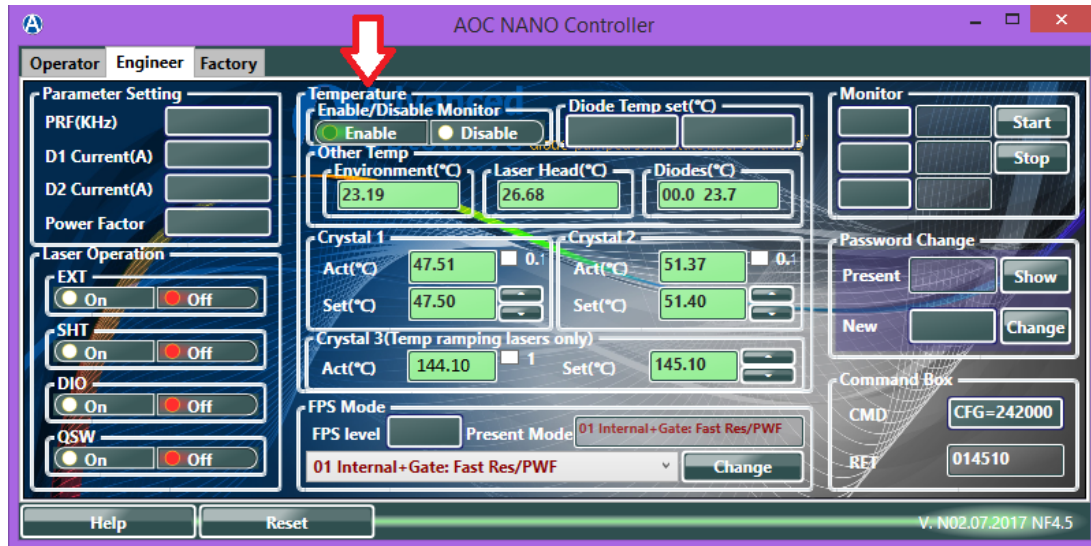 AOC NANO Controller
Operator Engineer Factory
Parameter Setting
PRF(KHz)
D1 Current(A)
D2 Current(A)
Power Factor
Laser Operation
EXT
On Off
SHT
On Off
DIO
On Off
QSW
On Off
Temperature
Enable/Disable Monitor
Enable Disable
Diode Temp set(°C)
Other Temp
Environment(°C) Laser Head(°C) Diodes(°C)
23.19 26.68 00.0 23.7
Crystal 1
Act(°C) 47.51 0.1
Set(°C) 47.50
Crystal 2
Act(°C) 51.37 0.1
Set(°C) 51.40
Crystal 3(Temp ramping lasers only)
Act(°C) 144.10 1 Set(°C) 145.10
FPS Mode
FPS level Present Mode 01 Internal+Gate: Fast Res/PWF
01 Internal+Gate: Fast Res/PWF Change
Monitor
Start
Stop
Password Change
Present Show
New Change
Command Box
CMD CFG=242000
RET 014510
Help Reset V. N02.07.2017 NF4.5